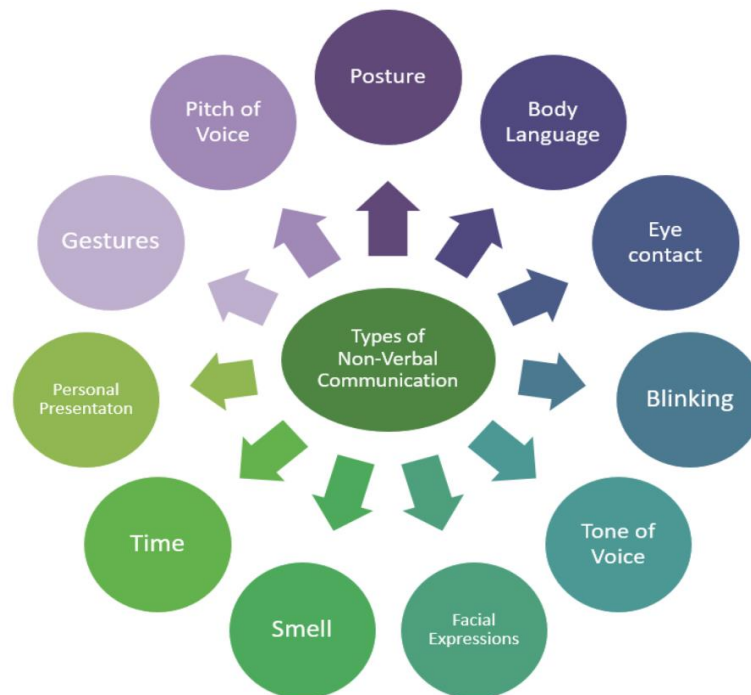 Types of
Non-Verbal
Communication
Posture
Body
Language
Eye
contact
Blinking
Tone of
Voice
Facial
Expressions
Smell
Time
Personal
Presentaton
Gestures
Pitch of
Voice